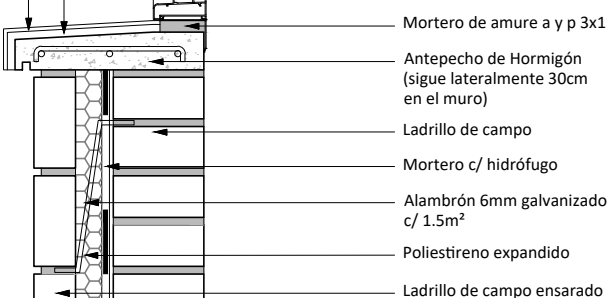 Mortero de amure a y p 3x1
Antepecho de Hormigón
(sigue lateralmente 30cm
en el muro)
Ladrillo de campo
Mortero c/ hidrófugo
Alambrón 6mm galvanizado
c/ 1.5m²
Poliestireno expandido
Ladrillo de campo ensarado